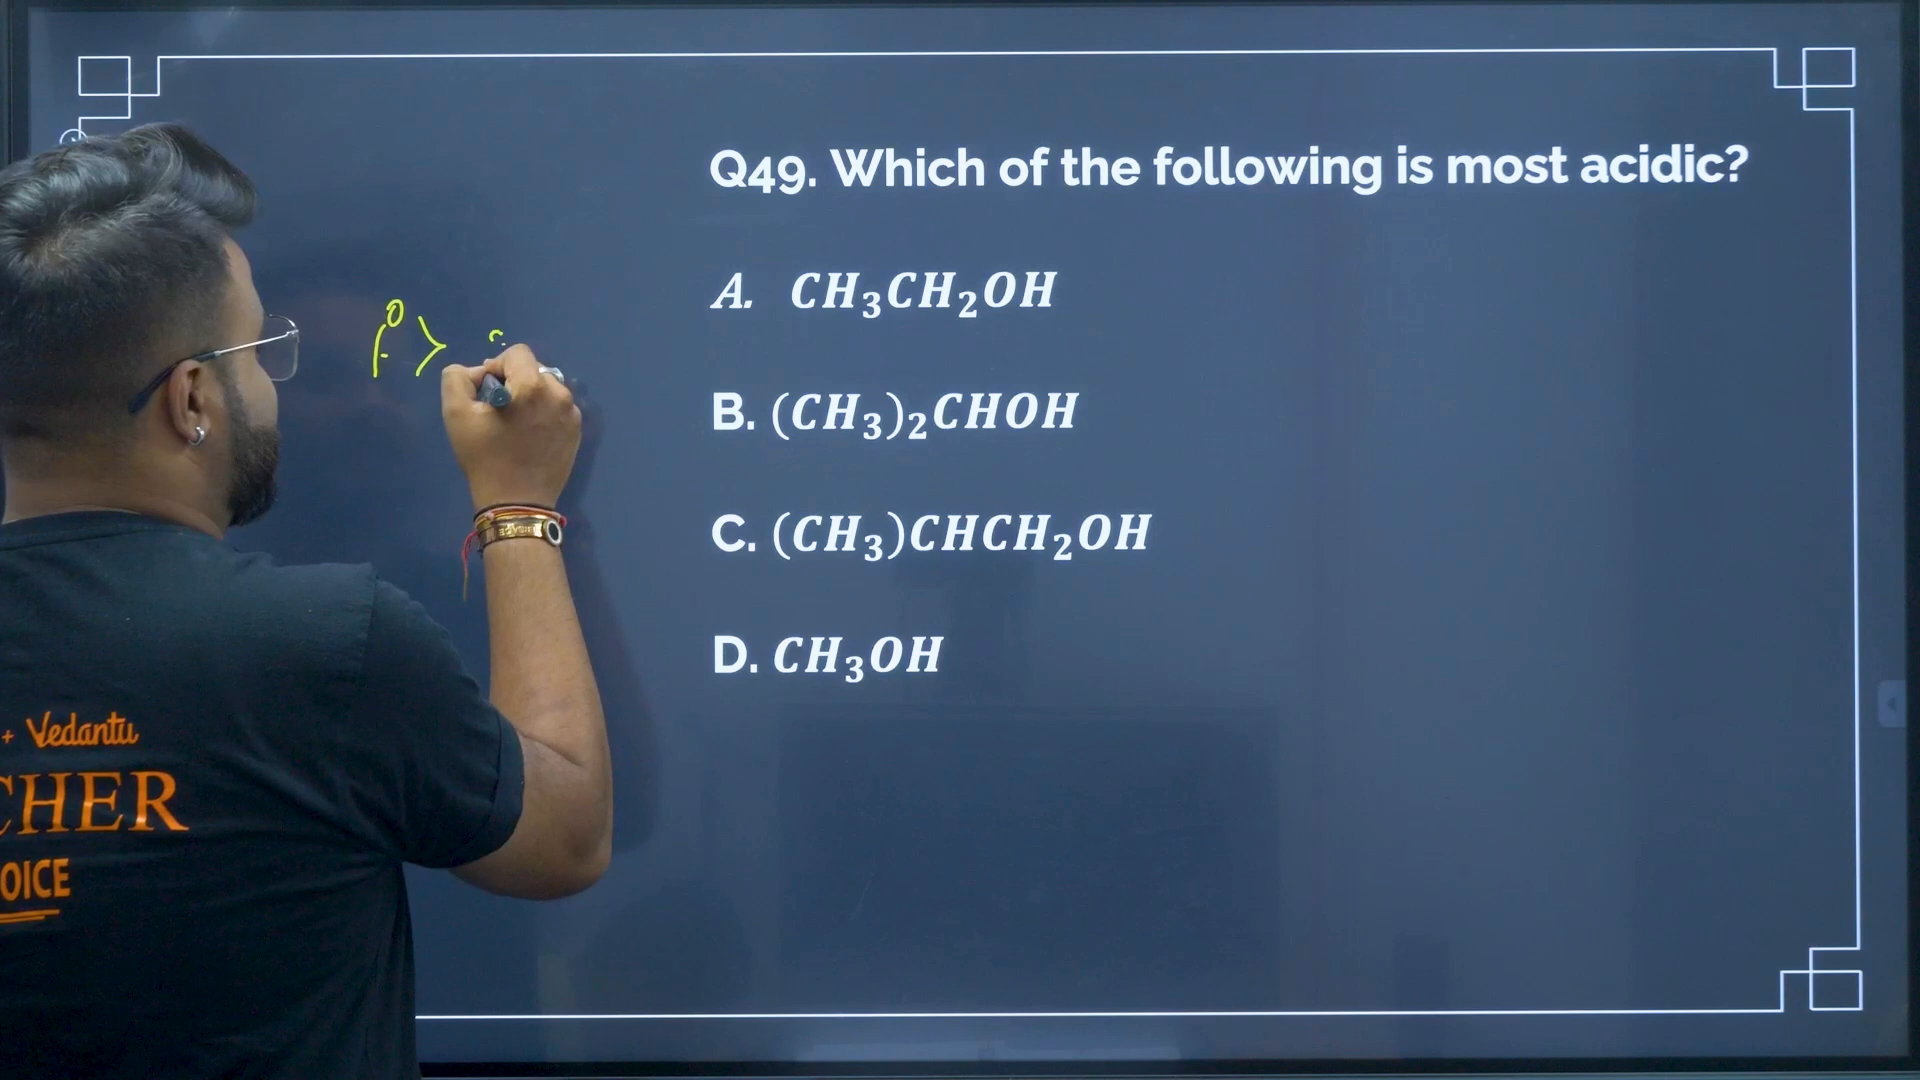 Q49. Which of the following is most acidic?
A. CH₃CH₂OH
B. (CH₃)₂CHOH
C. (CH₃)CHCH₂OH
D. CH₃OH
+ Vedantu
CHER
OICE